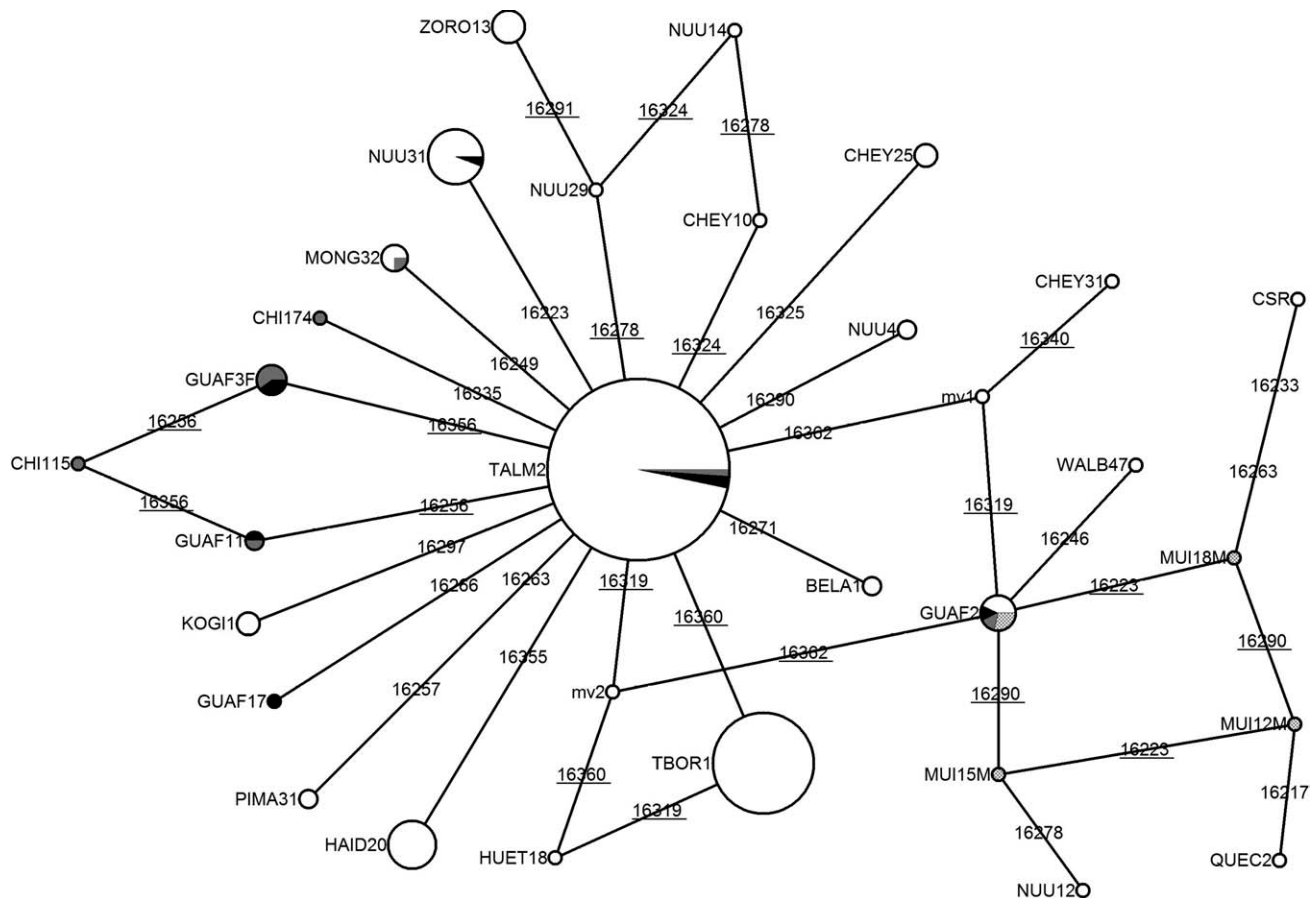 ZORO13
NUU14
16291
16324
16278
NUU31
CHEY25
NUU29
CHEY10
MONG32
CHEY31
CSR
16223
16325
CHI174
16278
16324
NUU4
16340
16233
16249
GUAF3F
16335
16290
mv1
16256
16356
16362
CHI115
TALM2
WALB47
16263
16356
16256
16319
16271
16246
GUAF11
MUI18M
16297
16263
16319
BELA1
16223
KOGI1
16266
16360
GUAF2
16290
16355
16362
GUAF17
16257
mv2
16290
MUI12M
TBOR1
16223
PIMA31
16360
MUI15M
16217
16319
HAID20
16278
HUET18
QUEC2
NUU12